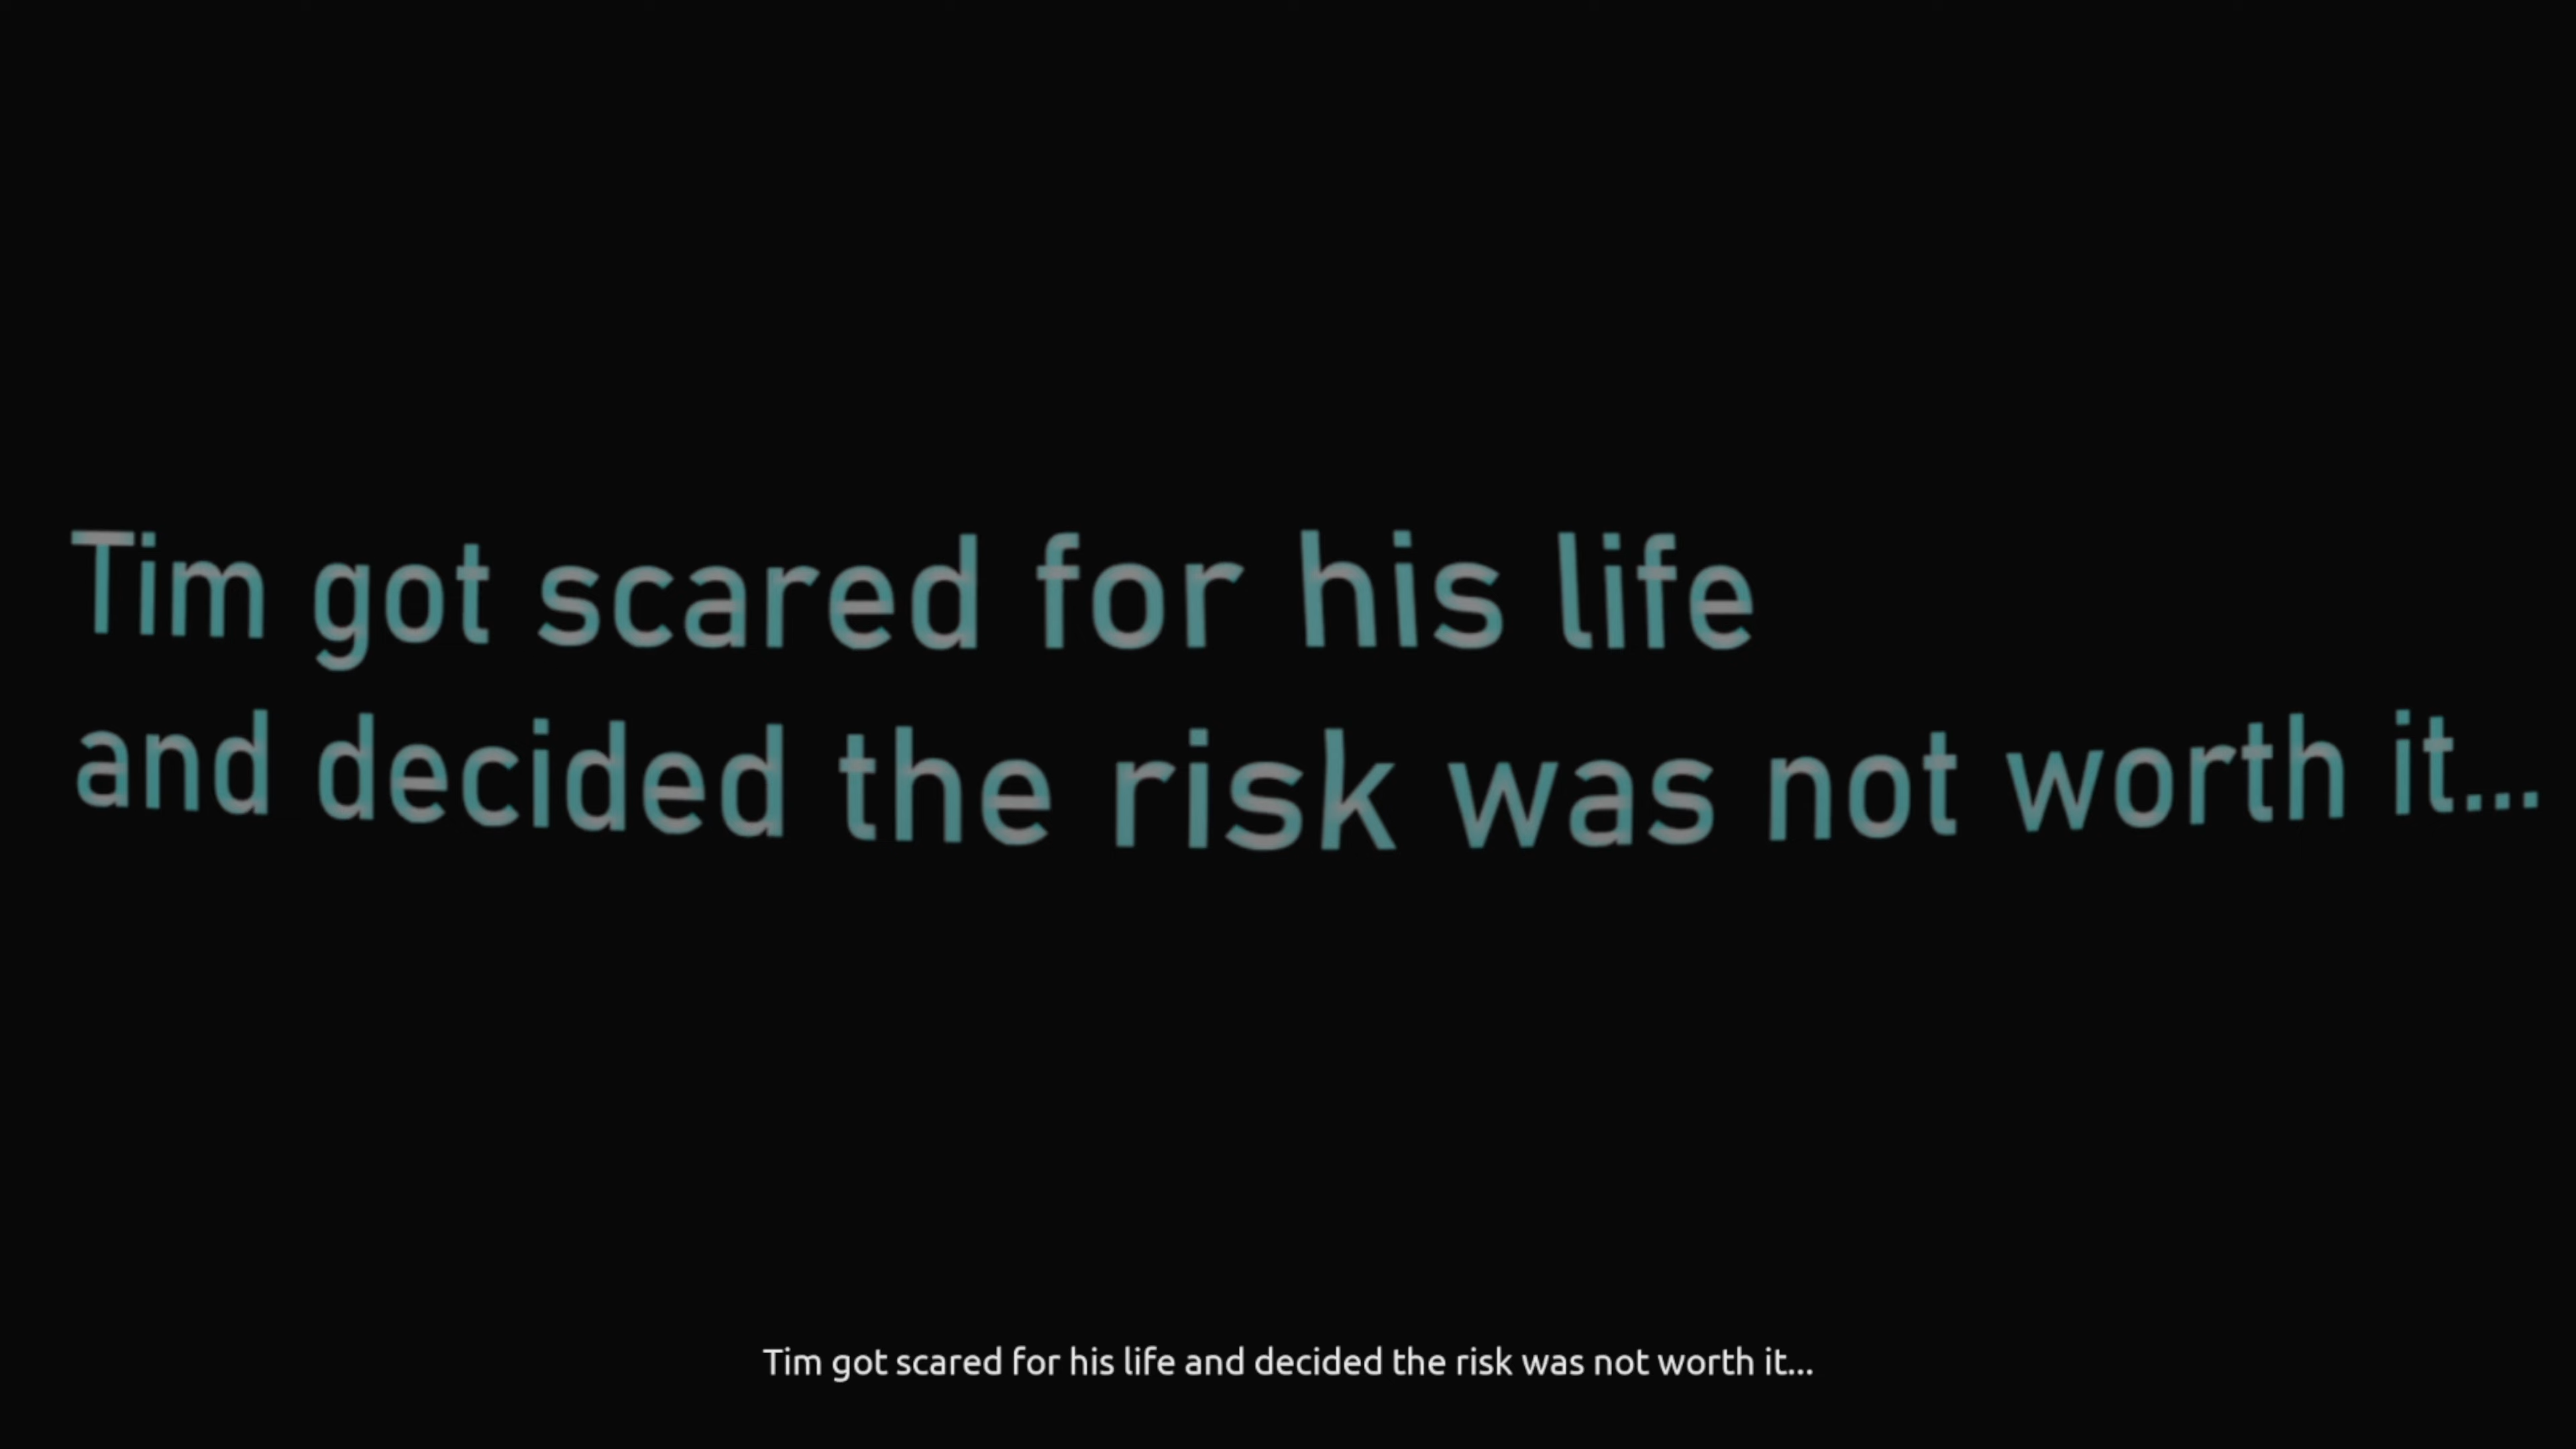 Tim got scared for his life
and decided the risk was not worth it...
Tim got scared for his life and decided the risk was not worth it...